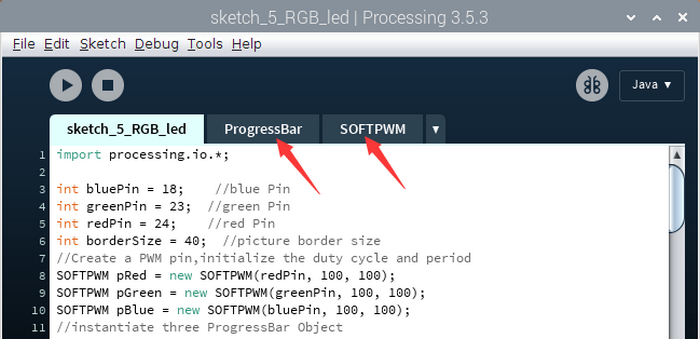 sketch_5_RGB_led | Processing 3.5.3
File Edit Sketch Debug Tools Help
Java ▾
sketch_5_RGB_led ProgressBar SOFTPWM ▼
1 import processing.io.*;
2
3 int bluePin = 18;    //blue Pin
4 int greenPin = 23;  //green Pin
5 int redPin = 24;    //red Pin
6 int borderSize = 40;  //picture border size
7 //Create a PWM pin,initialize the duty cycle and period
8 SOFTPWM pRed = new SOFTPWM(redPin, 100, 100);
9 SOFTPWM pGreen = new SOFTPWM(greenPin, 100, 100);
10 SOFTPWM pBlue = new SOFTPWM(bluePin, 100, 100);
11 //instantiate three ProgressBar Object